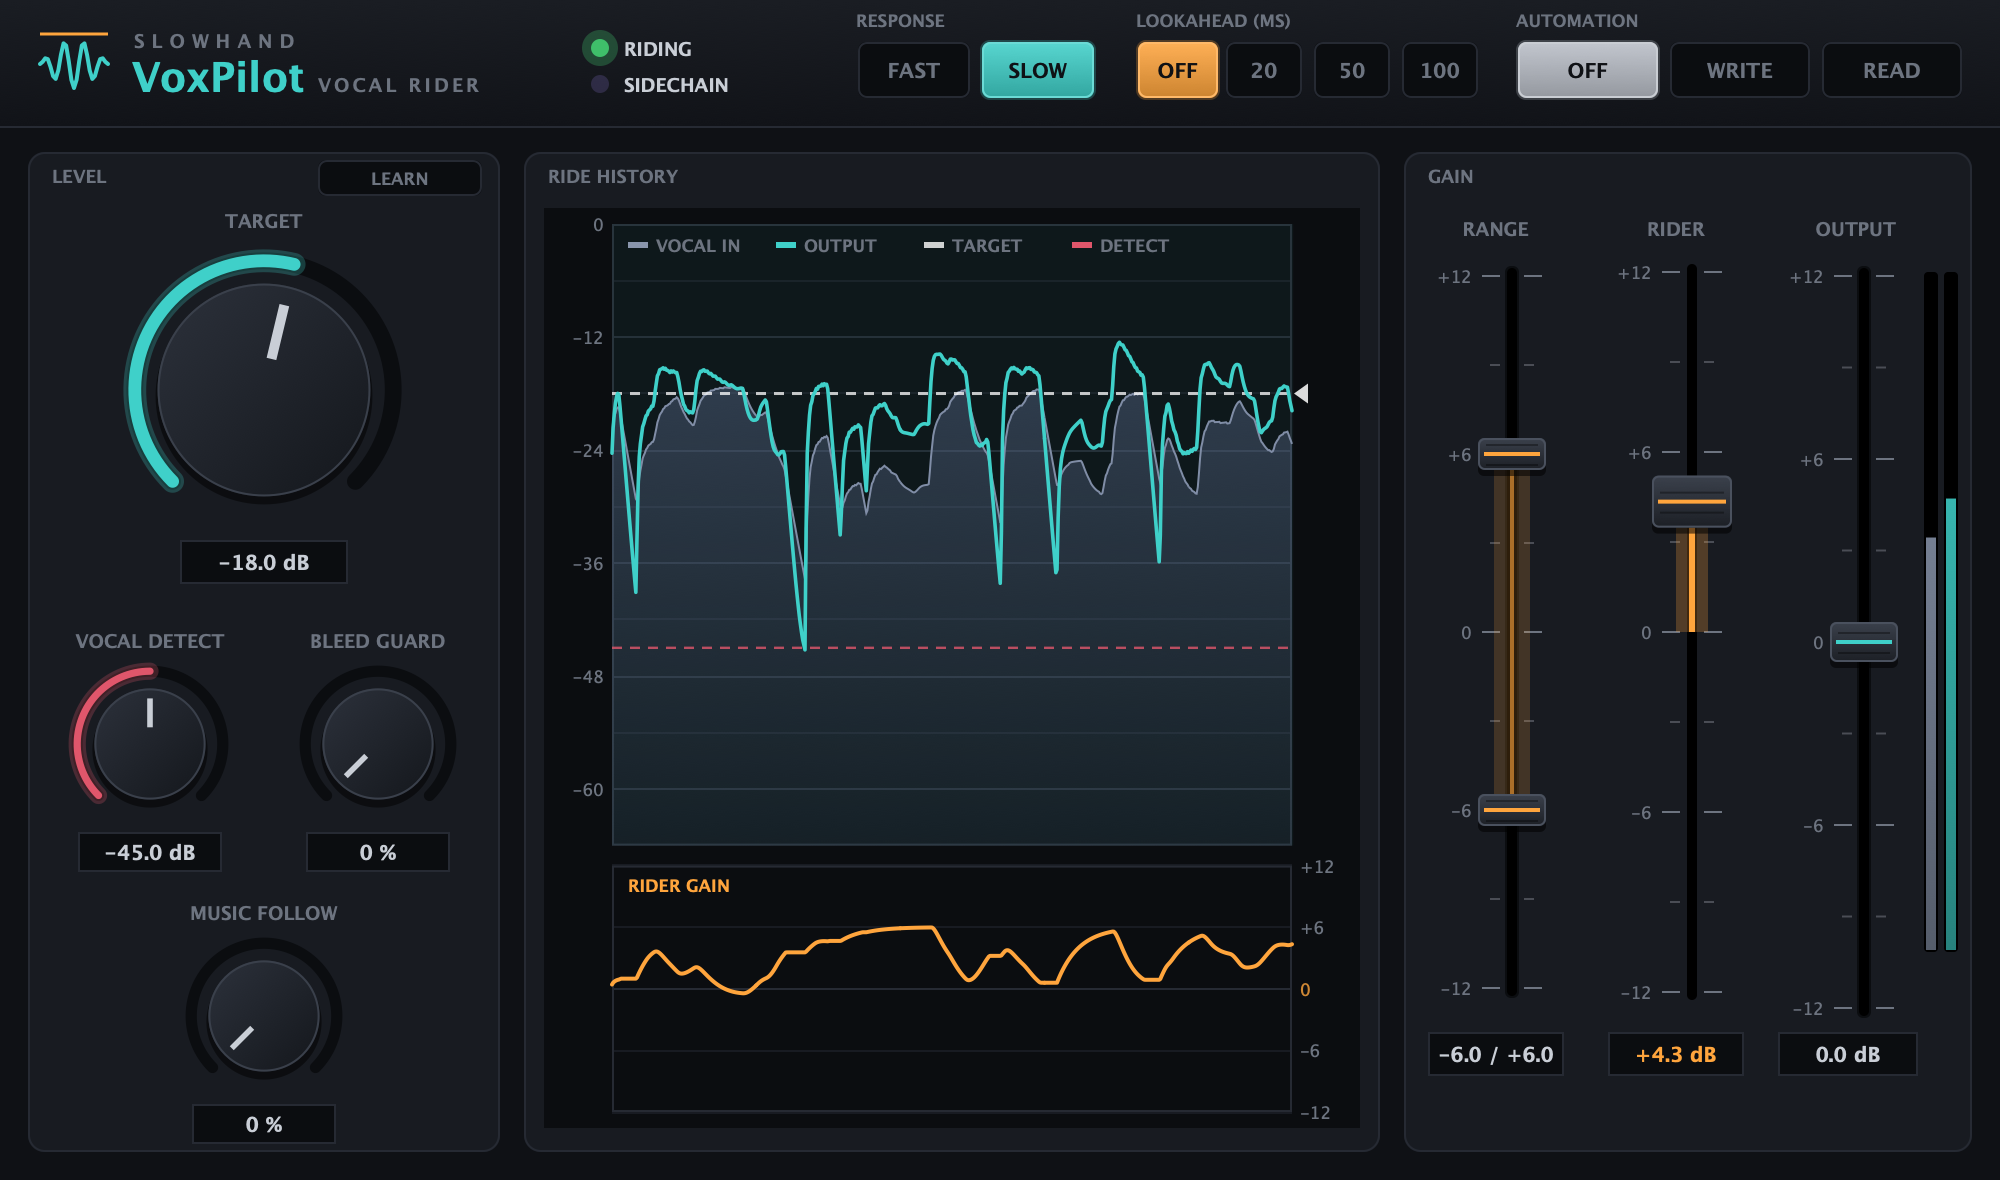 SLOWHAND
VoxPilot VOCAL RIDER
RIDING
SIDECHAIN
RESPONSE
FAST SLOW
LOOKAHEAD (MS)
OFF 20 50 100
AUTOMATION
OFF WRITE READ
LEVEL
LEARN
TARGET
-18.0 dB
VOCAL DETECT
-45.0 dB
BLEED GUARD
0 %
MUSIC FOLLOW
0 %
RIDE HISTORY
VOCAL IN OUTPUT TARGET DETECT
0
-12
-24
-36
-48
-60
RIDER GAIN
+12
+6
0
-6
-12
GAIN
RANGE
+12
+6
0
-6
-12
-6.0 / +6.0
RIDER
+12
+6
0
-6
-12
+4.3 dB
OUTPUT
+12
+6
0
-6
-12
0.0 dB